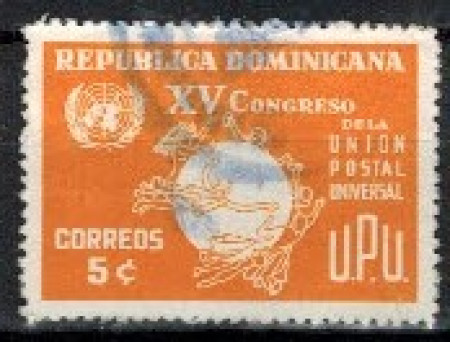 REPUBLICA DOMINICANA
XV CONGRESO
DE LA
UNION
POSTAL
UNIVERSAL
CORREOS
5¢
U.P.U.